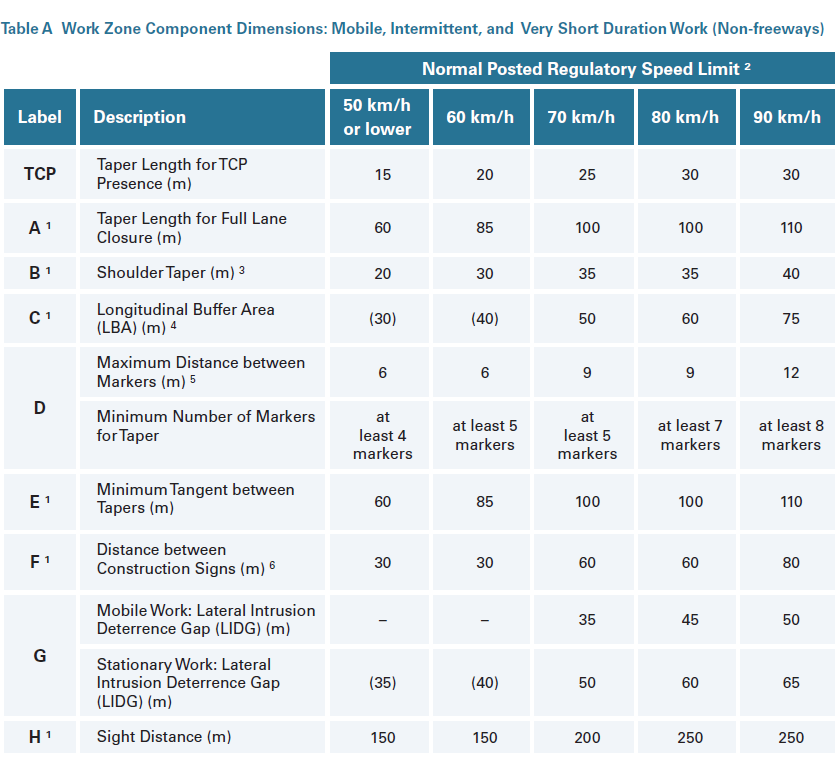 Table A Work Zone Component Dimensions: Mobile, Intermittent, and Very Short Duration Work (Non-freeways)
Normal Posted Regulatory Speed Limit ²
Label Description 50 km/h or lower 60 km/h 70 km/h 80 km/h 90 km/h
TCP Taper Length for TCP Presence (m) 15 20 25 30 30
A ¹ Taper Length for Full Lane Closure (m) 60 85 100 100 110
B ¹ Shoulder Taper (m) ³ 20 30 35 35 40
C ¹ Longitudinal Buffer Area (LBA) (m) ⁴ (30) (40) 50 60 75
D Maximum Distance between Markers (m) ⁵ 6 6 9 9 12
Minimum Number of Markers for Taper at least 4 markers at least 5 markers at least 5 markers at least 7 markers at least 8 markers
E ¹ Minimum Tangent between Tapers (m) 60 85 100 100 110
F ¹ Distance between Construction Signs (m) ⁶ 30 30 60 60 80
G Mobile Work: Lateral Intrusion Deterrence Gap (LIDG) (m) – – 35 45 50
Stationary Work: Lateral Intrusion Deterrence Gap (LIDG) (m) (35) (40) 50 60 65
H ¹ Sight Distance (m) 150 150 200 250 250